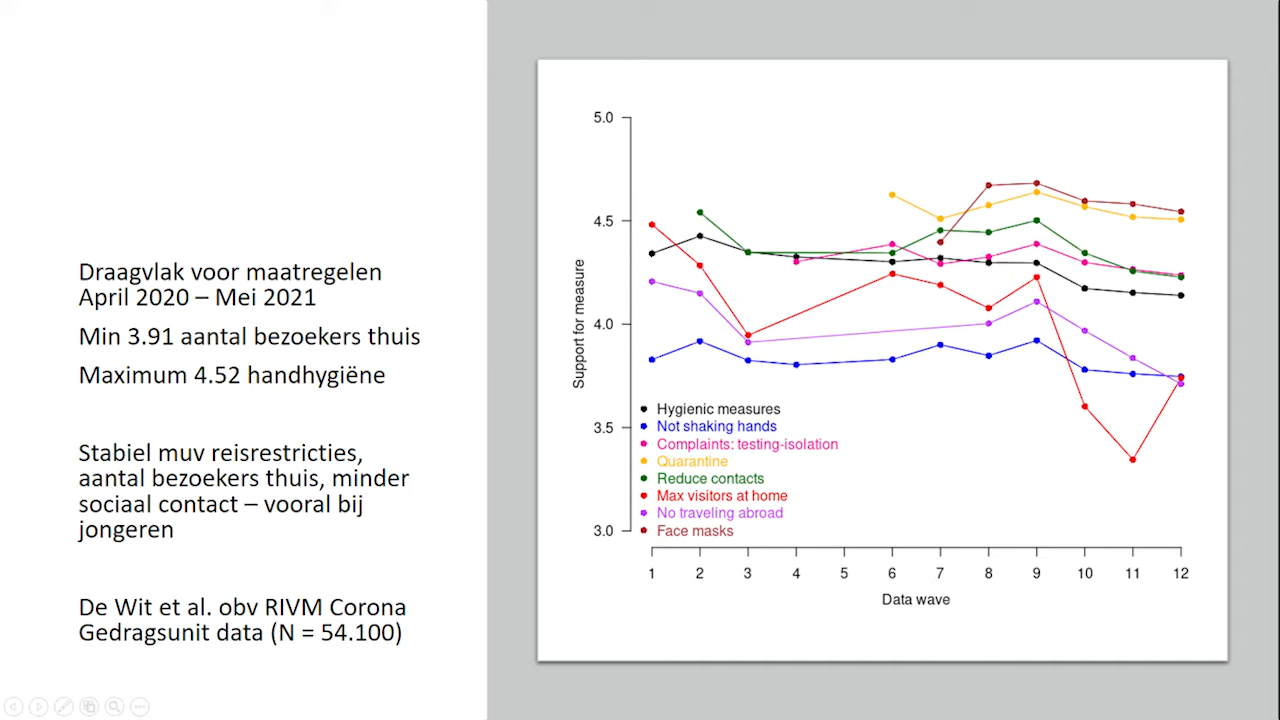 Draagvlak voor maatregelen
April 2020 – Mei 2021
Min 3.91 aantal bezoekers thuis
Maximum 4.52 handhygiëne
Stabiel muv reisrestricties,
aantal bezoekers thuis, minder
sociaal contact – vooral bij
jongeren
De Wit et al. obv RIVM Corona
Gedragsunit data (N = 54.100)
5.0
4.5
4.0
3.5
3.0
Support for measure
Hygienic measures
Not shaking hands
Complaints: testing-isolation
Quarantine
Reduce contacts
Max visitors at home
No traveling abroad
Face masks
1 2 3 4 5 6 7 8 9 10 11 12
Data wave